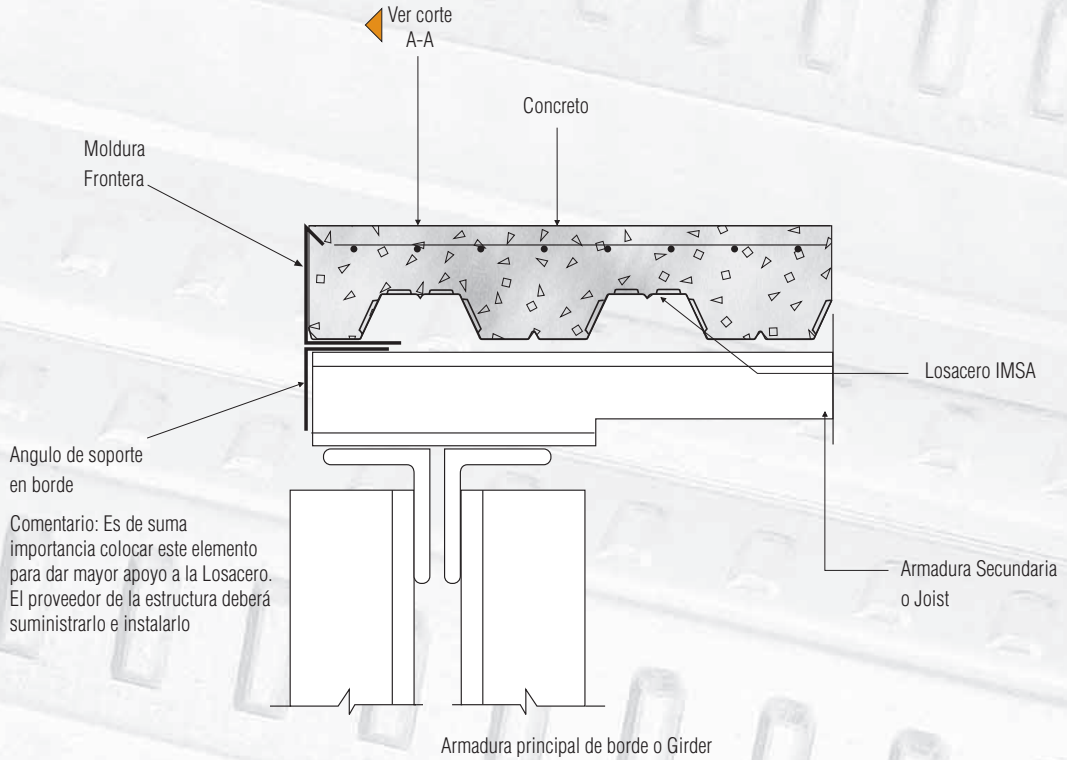 Ver corte
A-A
Concreto
Moldura
Frontera
Losacero IMSA
Angulo de soporte
en borde
Comentario: Es de suma
importancia colocar este elemento
para dar mayor apoyo a la Losacero.
El proveedor de la estructura deberá
suministrarlo e instalarlo
Armadura Secundaria
o Joist
Armadura principal de borde o Girder